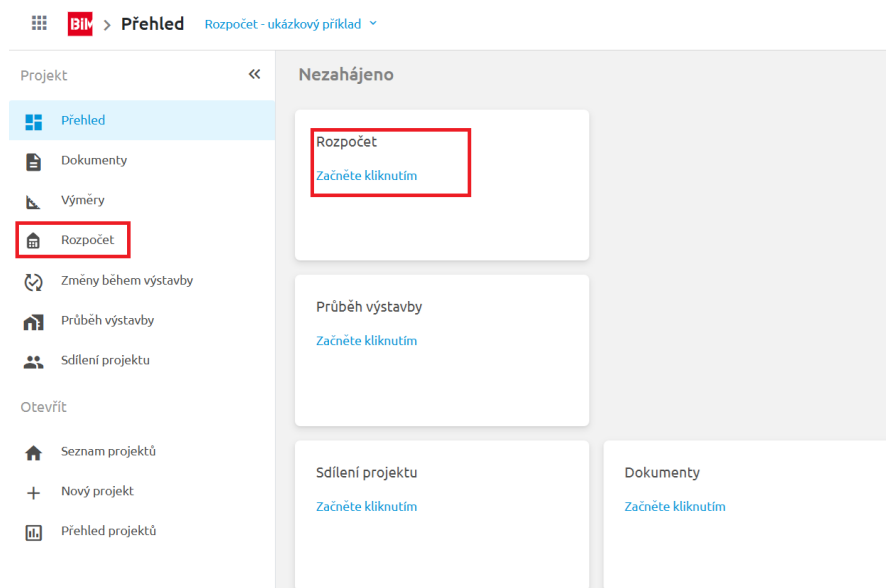 BiM > Přehled Rozpočet - ukázkový příklad
Projekt
Přehled
Dokumenty
Výměry
Rozpočet
Změny během výstavby
Průběh výstavby
Sdílení projektu
Otevřít
Seznam projektů
Nový projekt
Přehled projektů
Nezahájeno
Rozpočet
Začněte kliknutím
Průběh výstavby
Začněte kliknutím
Sdílení projektu
Začněte kliknutím
Dokumenty
Začněte kliknutím